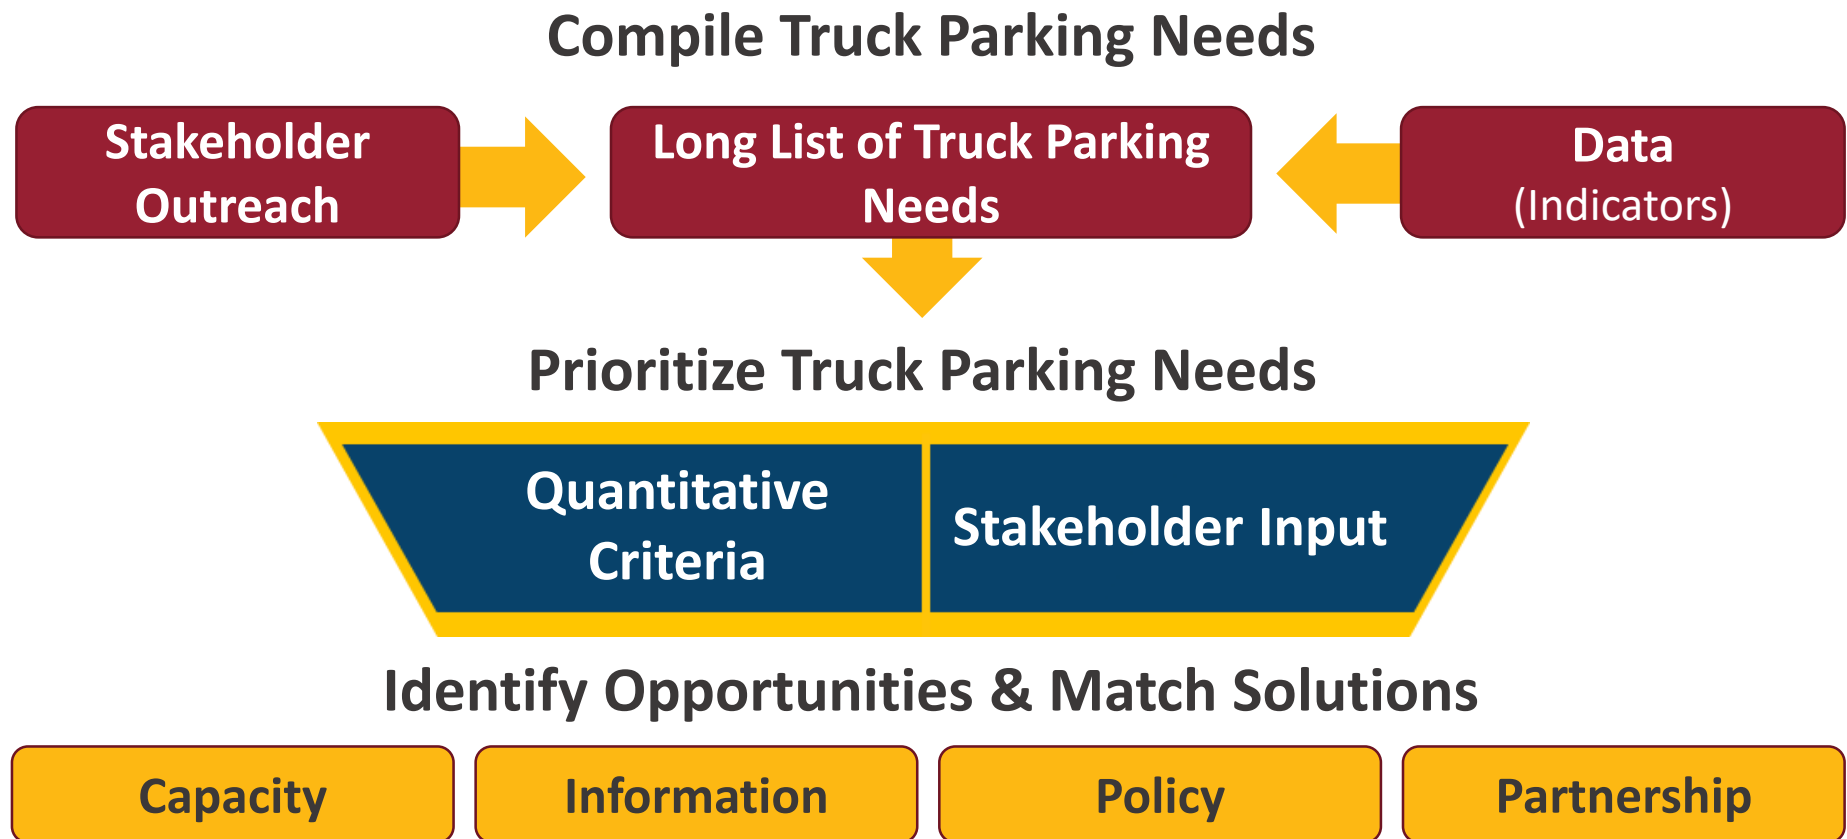 Compile Truck Parking Needs
Stakeholder
Outreach
Long List of Truck Parking
Needs
Data
(Indicators)
Prioritize Truck Parking Needs
Quantitative
Criteria
Stakeholder Input
Identify Opportunities & Match Solutions
Capacity
Information
Policy
Partnership